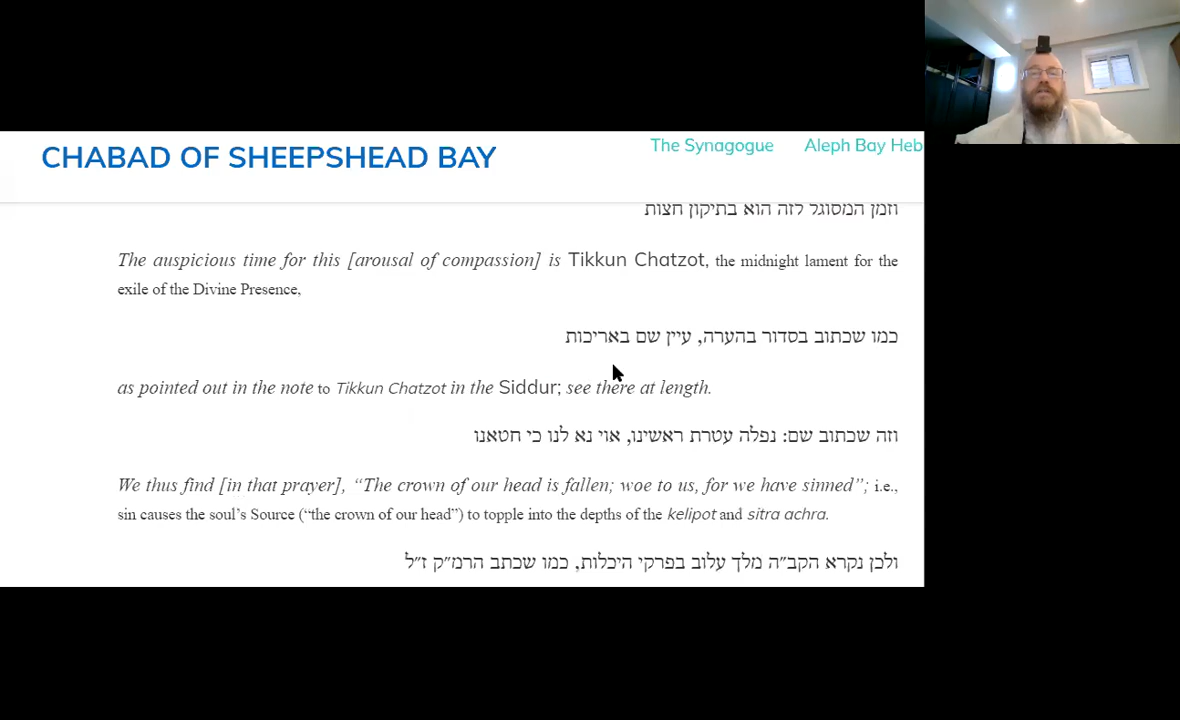 CHABAD OF SHEEPSHEAD BAY
The Synagogue Aleph Bay Heb
וזמן המסוגל לזה הוא בתיקון חצות
The auspicious time for this [arousal of compassion] is Tikkun Chatzot, the midnight lament for the
exile of the Divine Presence,
כמו שכתוב בסדור בהערה, עיין שם באריכות
as pointed out in the note to Tikkun Chatzot in the Siddur; see there at length.
וזה שכתוב שם: נפלה עטרת ראשינו, אוי נא לנו כי חטאנו
We thus find [in that prayer], “The crown of our head is fallen; woe to us, for we have sinned”; i.e.,
sin causes the soul’s Source (“the crown of our head”) to topple into the depths of the kelipot and sitra achra.
ולכן נקרא הקב״ה מלך עלוב בפרקי היכלות, כמו שכתב הרמ״ק ז״ל